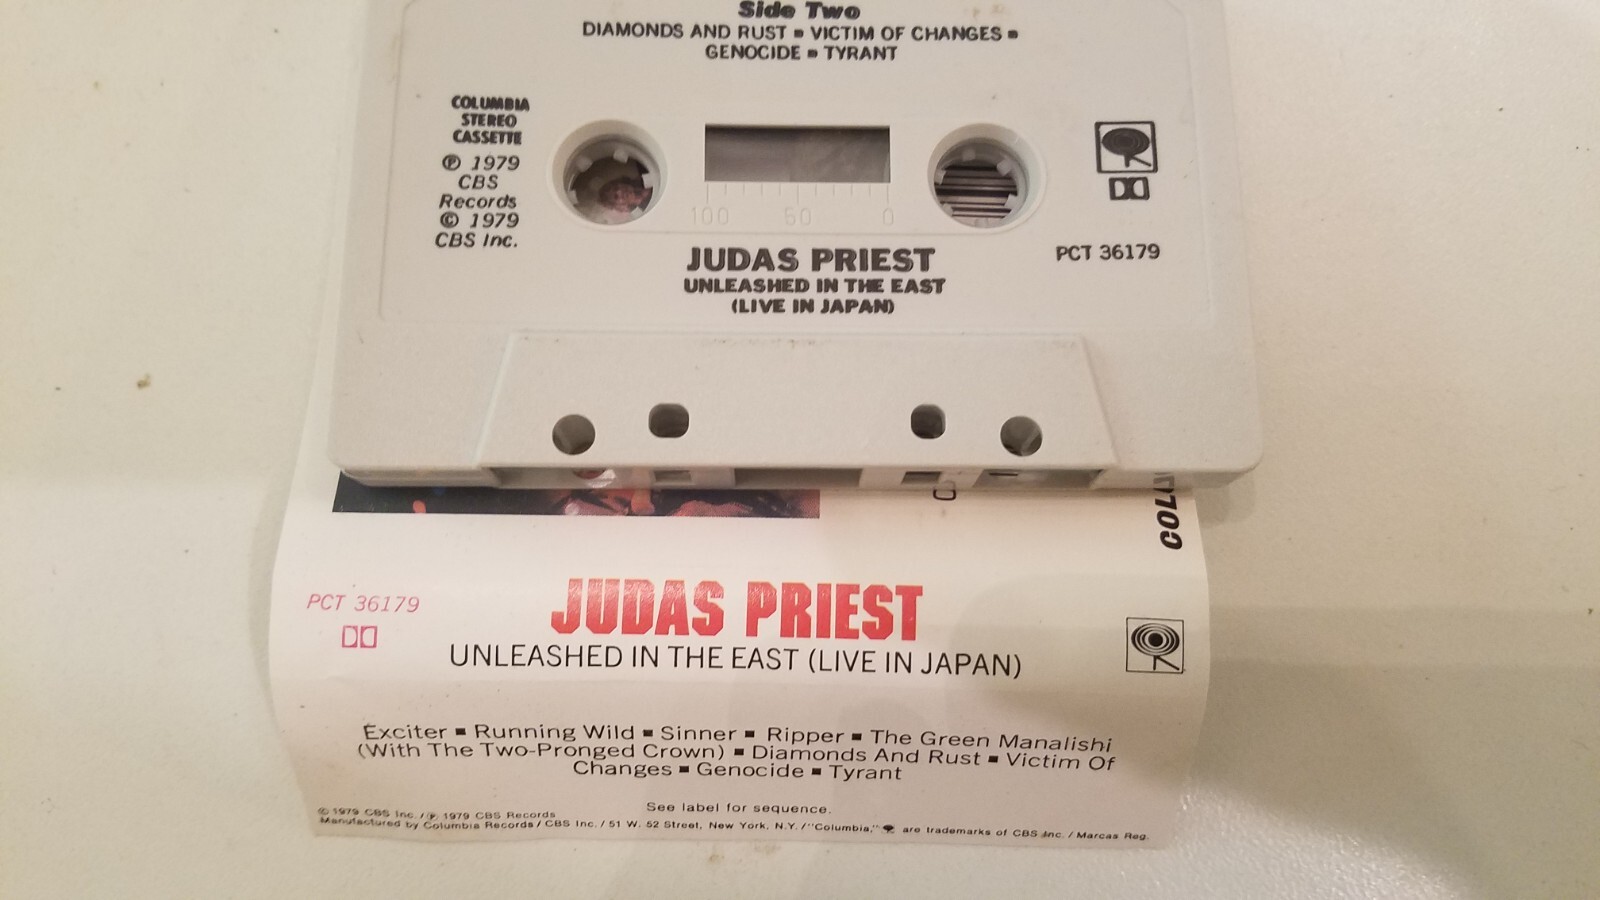 Side Two
DIAMONDS AND RUST ▪ VICTIM OF CHANGES ▪
GENOCIDE ▪ TYRANT
COLUMBIA
STEREO
CASSETTE
Ⓟ 1979
CBS
Records
© 1979
CBS Inc.
100 50 0
JUDAS PRIEST
UNLEASHED IN THE EAST
(LIVE IN JAPAN)
PCT 36179
PCT 36179
JUDAS PRIEST
UNLEASHED IN THE EAST (LIVE IN JAPAN)
Exciter ▪ Running Wild ▪ Sinner ▪ Ripper ▪ The Green Manalishi
(With The Two-Pronged Crown) ▪ Diamonds And Rust ▪ Victim Of
Changes ▪ Genocide ▪ Tyrant
See label for sequence.
© 1979 CBS Inc. / Ⓟ 1979 CBS Records
Manufactured by Columbia Records / CBS Inc. / 51 W. 52 Street, New York, N.Y. / "Columbia," are trademarks of CBS Inc. / Marcas Reg.